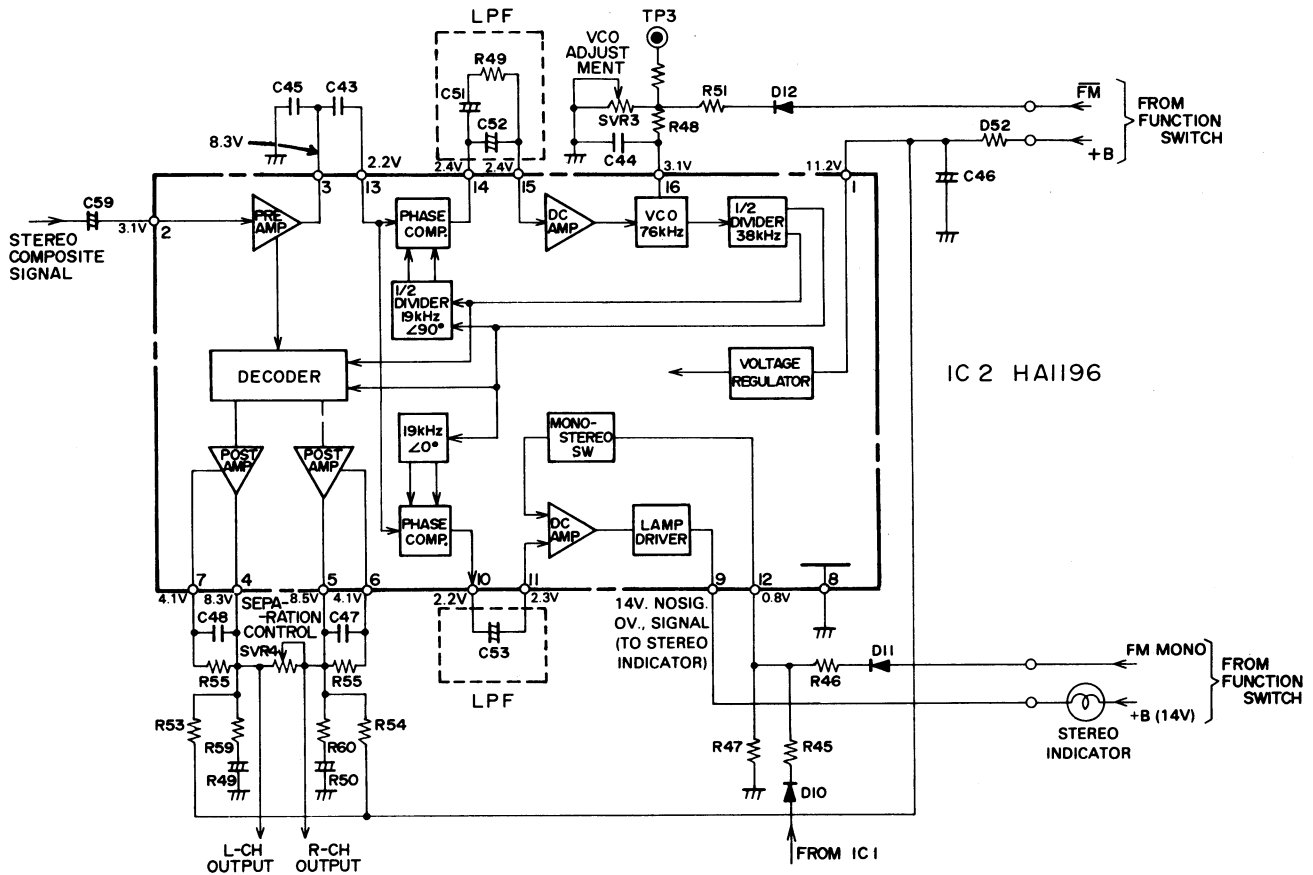 LPF
TP3
VCO
ADJUST
MENT
R49
C51
C52
C45
C43
8.3V
2.2V
SVR3
R51
D12
R48
C44
FM
+B
FROM
FUNCTION
SWITCH
D52
C46
2.4V
2.4V
3.1V
11.2V
3
13
14
15
16
1
C59
3.1V
2
STEREO
COMPOSITE
SIGNAL
PRE
AMP
PHASE
COMP.
DC
AMP.
VCO
76kHz
1/2
DIVIDER
38kHz
1/2
DIVIDER
19kHz
∠90°
DECODER
VOLTAGE
REGULATOR
IC 2 HA1196
19kHz
∠0°
MONO-
STEREO
SW
POST
AMP
POST
AMP
PHASE
COMP.
DC
AMP.
LAMP
DRIVER
7
4
5
6
10
11
9
12
8
4.1V
8.3V
8.5V
4.1V
2.2V
2.3V
0.8V
SEPA-
-RATION
CONTROL
SVR4
C48
C47
R55
R55
C53
LPF
14V. NOSIG.
OV., SIGNAL
(TO STEREO
INDICATOR)
D11
R46
FM MONO
+B (14V)
FROM
FUNCTION
SWITCH
STEREO
INDICATOR
R53
R59
R60
R54
R49
R50
R47
R45
D10
FROM IC1
L-CH
OUTPUT
R-CH
OUTPUT